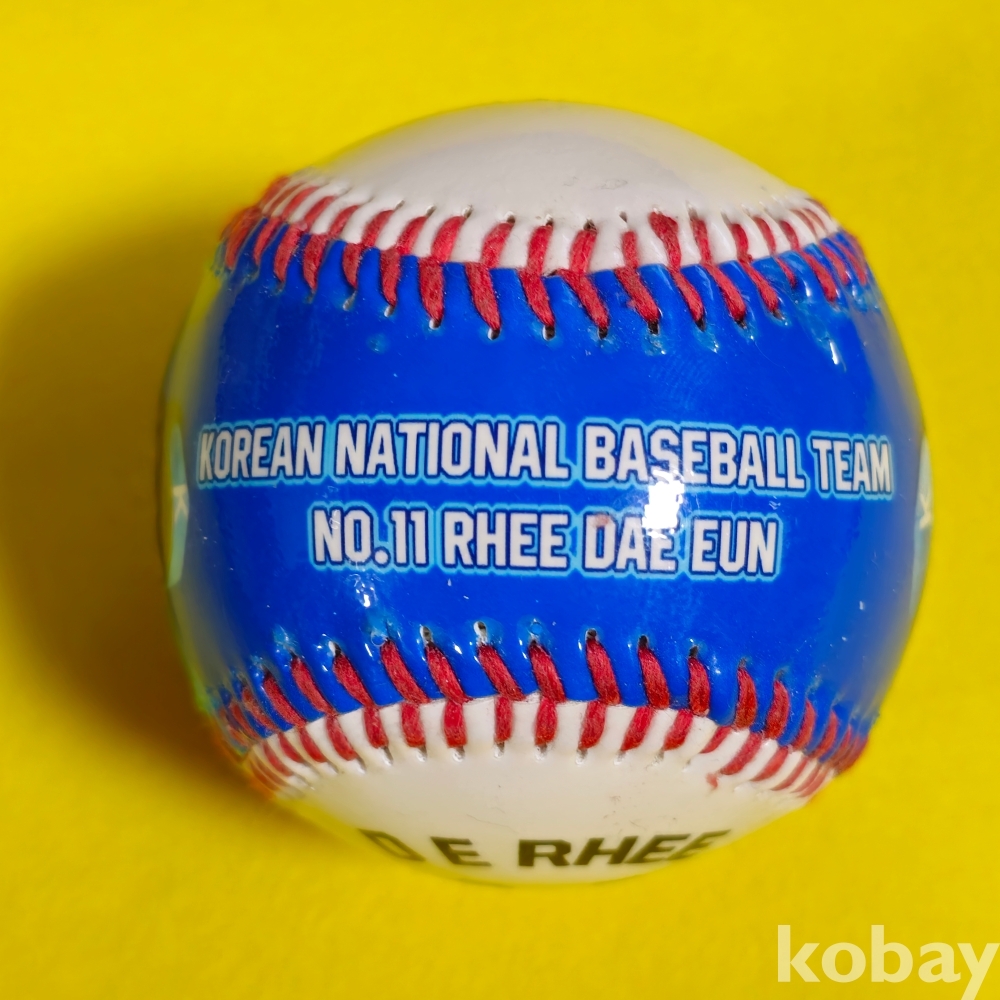 KOREAN NATIONAL BASEBALL TEAM
NO.11 RHEE DAE EUN
D E RHEE
kobay